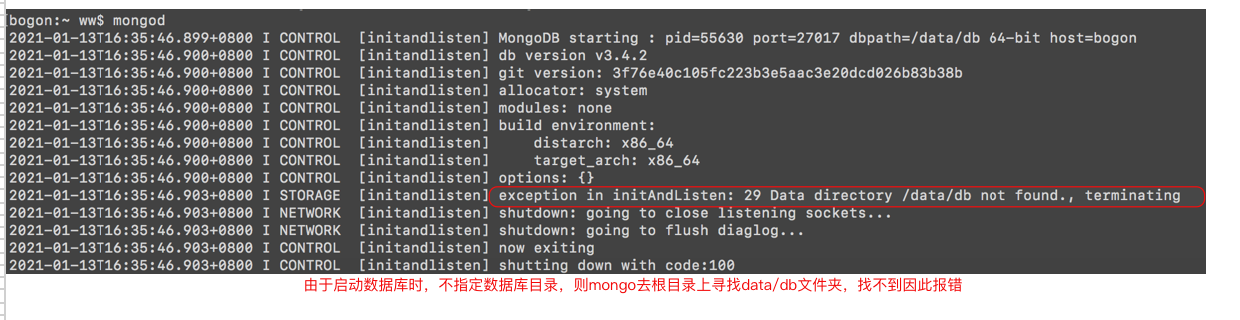 bogon:~ ww$ mongod
2021-01-13T16:35:46.899+0800 I CONTROL  [initandlisten] MongoDB starting : pid=55630 port=27017 dbpath=/data/db 64-bit host=bogon
2021-01-13T16:35:46.900+0800 I CONTROL  [initandlisten] db version v3.4.2
2021-01-13T16:35:46.900+0800 I CONTROL  [initandlisten] git version: 3f76e40c105fc223b3e5aac3e20dcd026b83b38b
2021-01-13T16:35:46.900+0800 I CONTROL  [initandlisten] allocator: system
2021-01-13T16:35:46.900+0800 I CONTROL  [initandlisten] modules: none
2021-01-13T16:35:46.900+0800 I CONTROL  [initandlisten] build environment:
2021-01-13T16:35:46.900+0800 I CONTROL  [initandlisten]     distarch: x86_64
2021-01-13T16:35:46.900+0800 I CONTROL  [initandlisten]     target_arch: x86_64
2021-01-13T16:35:46.900+0800 I CONTROL  [initandlisten] options: {}
2021-01-13T16:35:46.903+0800 I STORAGE  [initandlisten] exception in initAndListen: 29 Data directory /data/db not found., terminating
2021-01-13T16:35:46.903+0800 I NETWORK  [initandlisten] shutdown: going to close listening sockets...
2021-01-13T16:35:46.903+0800 I NETWORK  [initandlisten] shutdown: going to flush diaglog...
2021-01-13T16:35:46.903+0800 I CONTROL  [initandlisten] now exiting
2021-01-13T16:35:46.903+0800 I CONTROL  [initandlisten] shutting down with code:100
由于启动数据库时，不指定数据库目录，则mongo去根目录上寻找data/db文件夹，找不到因此报错